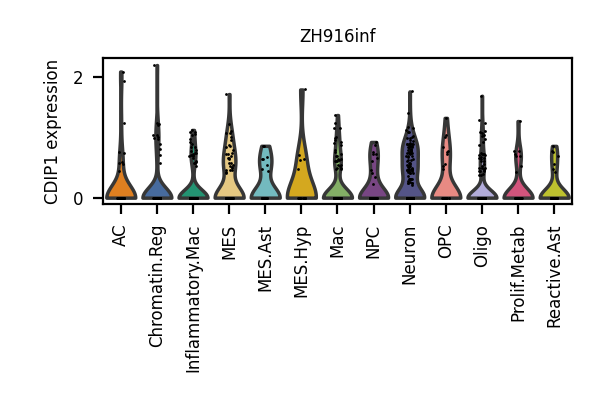 ZH916inf
CDIP1 expression
2
0
AC
Chromatin.Reg
Inflammatory.Mac
MES
MES.Ast
MES.Hyp
Mac
NPC
Neuron
OPC
Oligo
Prolif.Metab
Reactive.Ast